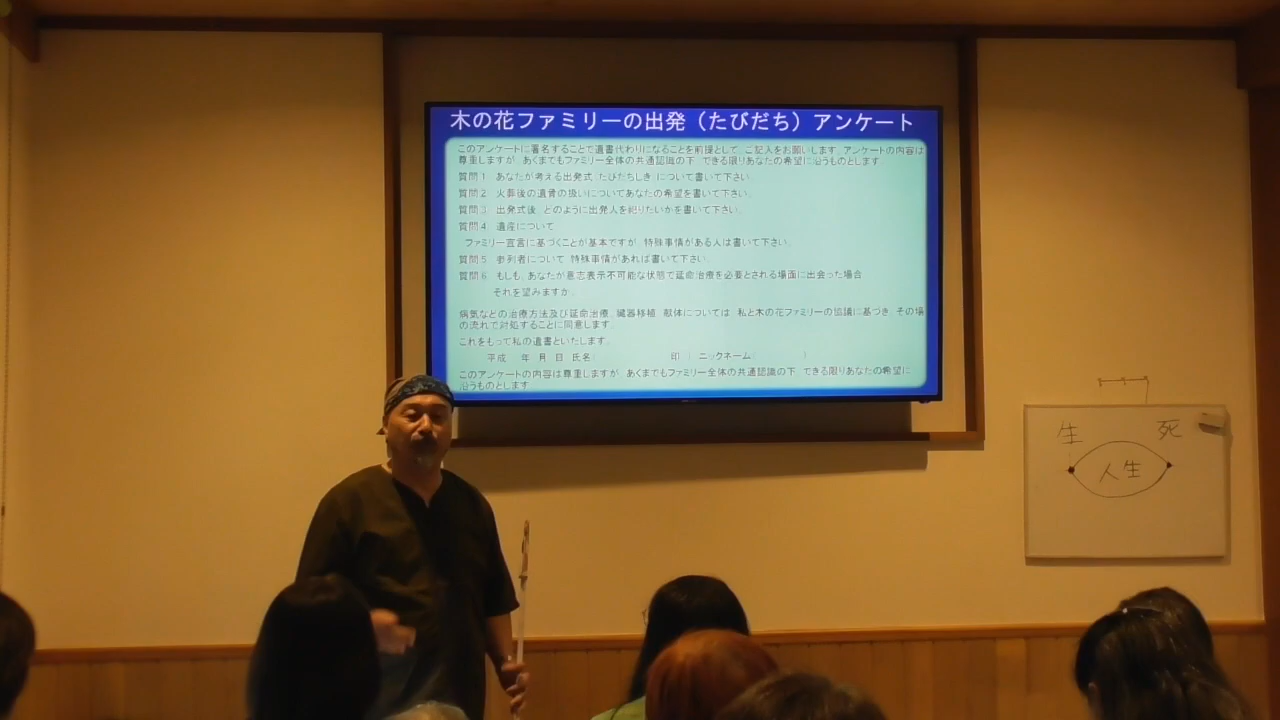 木の花ファミリーの出発（たびだち）アンケート
このアンケートに署名することで遺書代わりになることを前提として、ご記入をお願いします。アンケートの内容は
尊重しますが、あくまでもファミリー全体の共通認識の下、できる限りあなたの希望に沿うものとします。
質問１ あなたが考える出発式（たびだちしき）について書いて下さい。
質問２ 火葬後の遺骨の扱いについてあなたの希望を書いて下さい。
質問３ 出発式後、どのように出発人を祀りたいかを書いて下さい。
質問４ 遺産について
ファミリー宣言に基づくことが基本ですが、特殊事情がある人は書いて下さい。
質問５ 参列者について、特殊事情があれば書いて下さい。
質問６ もしも、あなたが意志表示不可能な状態で延命治療を必要とされる場面に出会った場合
それを望みますか。
病気などの治療方法及び延命治療、臓器移植、献体については、私と木の花ファミリーの協議に基づき、その場
の流れで対処することに同意します。
これをもって私の遺書といたします。
平成 年 月 日 氏名 印 ( ニックネーム )
このアンケートの内容は尊重しますが、あくまでもファミリー全体の共通認識の下、できる限りあなたの希望に
沿うものとします。
生 死
人生